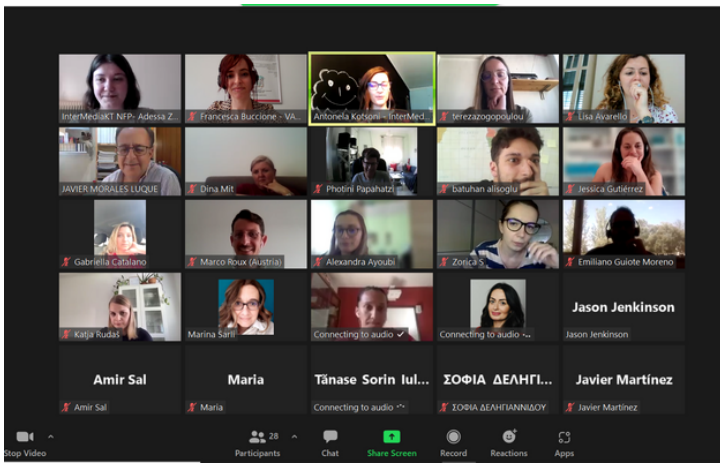 InterMediaKT NFP- Adessa Z...
Francesca Buccione - VA...
Antonela Kotsoni - InterMed...
terezazogopoulou
Lisa Avarello
JAVIER MORALES LUQUE
Dina Mit
Photini Papahatzi
batuhan alisoglu
Jessica Gutiérrez
Gabriella Catalano
Marco Roux (Austria)
Alexandra Ayoubi
Zorica S
Emiliano Guiote Moreno
Katja Rudaš
Marina Sarli
Connecting to audio
Connecting to audio
Jason Jenkinson
Jason Jenkinson
Amir Sal
Maria
Tănase Sorin Iul...
ΣΟΦΙΑ ΔΕΛΗΓΙ...
Javier Martínez
Amir Sal
Maria
Connecting to audio
ΣΟΦΙΑ ΔΕΛΗΓΙΑΝΝΙΔΟΥ
Javier Martínez
28
Stop Video
Participants
Chat
Share Screen
Record
Reactions
Apps